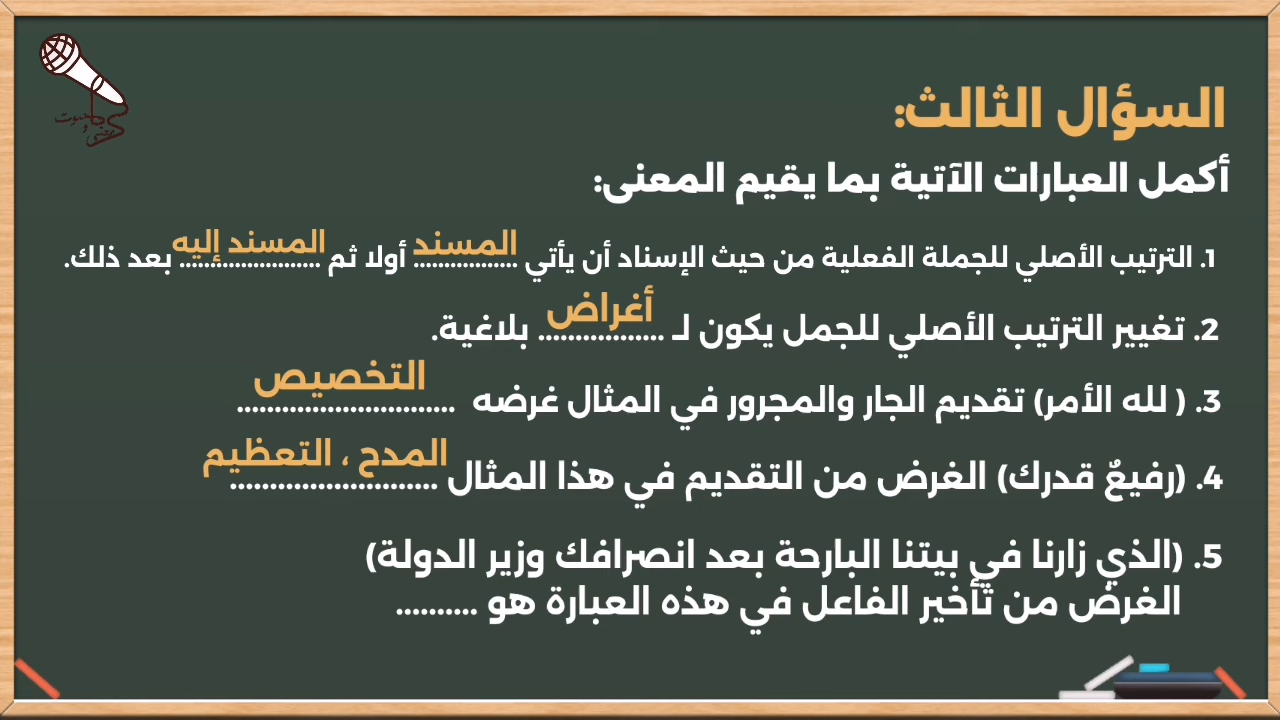 السؤال الثالث:
أكمل العبارات الآتية بما يقيم المعنى:
1. الترتيب الأصلي للجملة الفعلية من حيث الإسناد أن يأتي المسند أولا ثم المسند إليه بعد ذلك.
2. تغيير الترتيب الأصلي للجمل يكون لـ أغراض بلاغية.
3. ( لله الأمر) تقديم الجار والمجرور في المثال غرضه التخصيص
4. (رفيعٌ قدرك) الغرض من التقديم في هذا المثال المدح ، التعظيم
5. (الذي زارنا في بيتنا البارحة بعد انصرافك وزير الدولة)
الغرض من تأخير الفاعل في هذه العبارة هو ..........